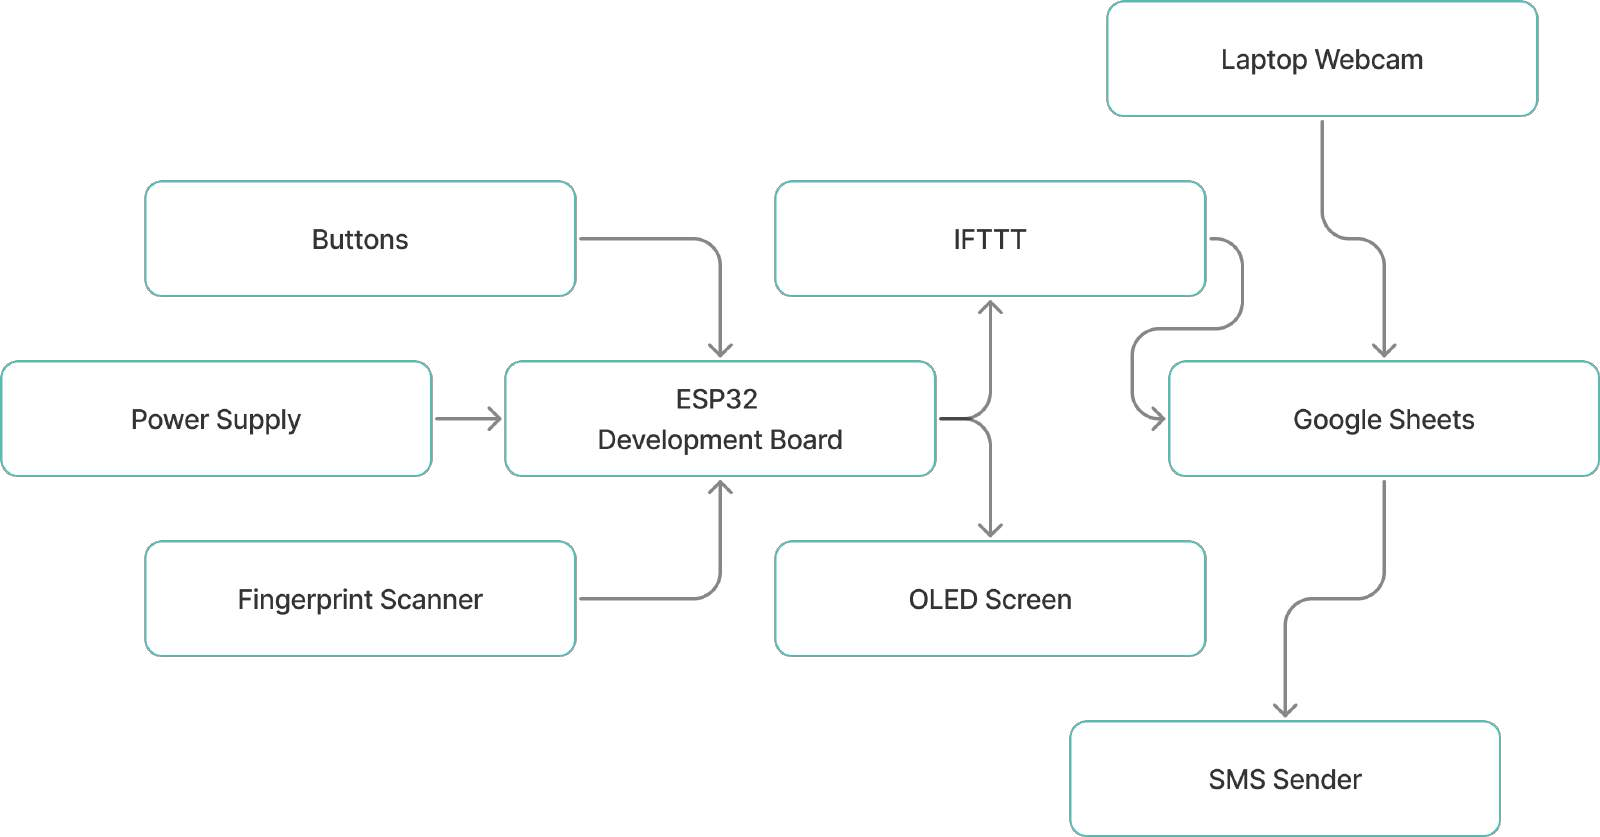 Laptop Webcam
Buttons
IFTTT
Power Supply
ESP32
Development Board
Google Sheets
Fingerprint Scanner
OLED Screen
SMS Sender